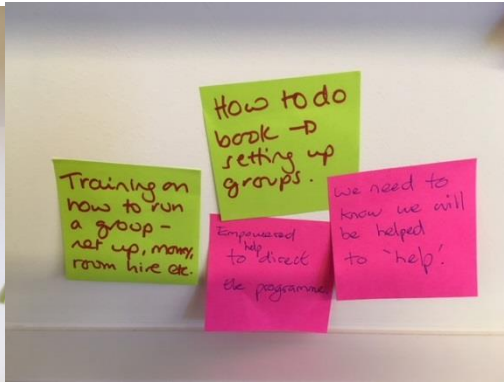 How to do
book →
setting up
groups.
Training on
how to run
a group –
set up, money,
room hire etc.
Empowered
help
to direct
the programme.
we need to
know we will
be helped
to 'help'.